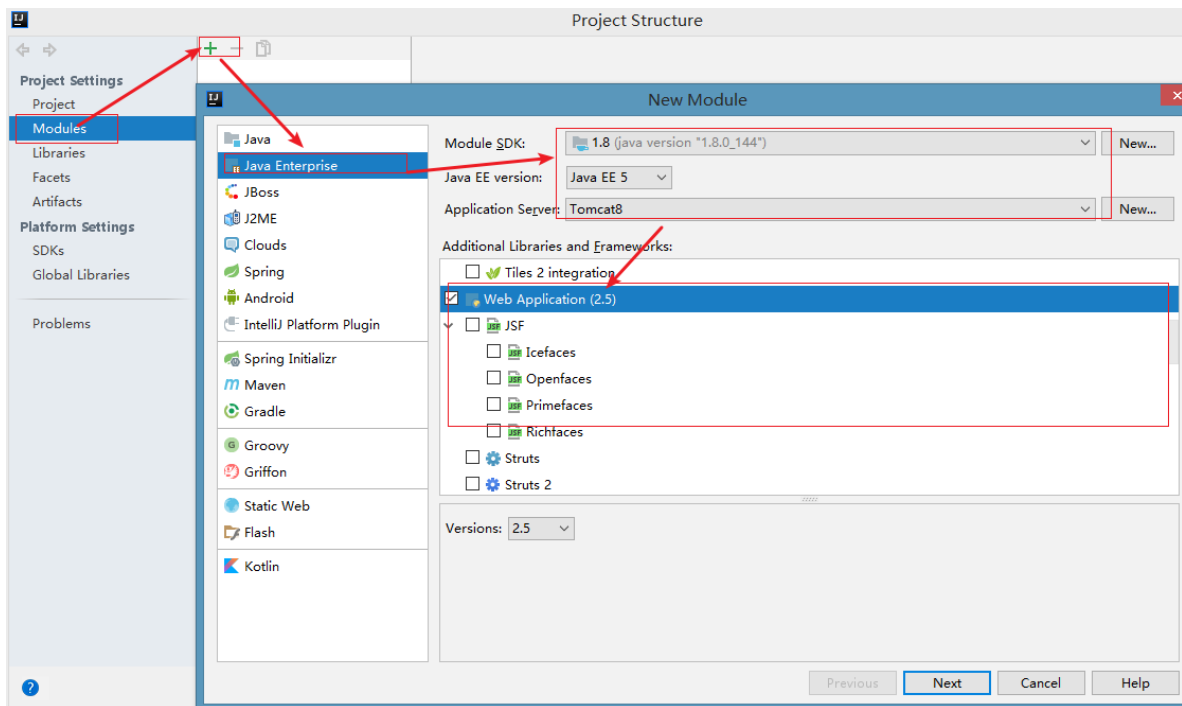 Project Structure
Project Settings
Project
Modules
Libraries
Facets
Artifacts
Platform Settings
SDKs
Global Libraries
Problems
New Module
Java
Java Enterprise
JBoss
J2ME
Clouds
Spring
Android
IntelliJ Platform Plugin
Spring Initializr
Maven
Gradle
Groovy
Griffon
Static Web
Flash
Kotlin
Module SDK: 1.8 (java version "1.8.0_144") New...
Java EE version: Java EE 5
Application Server: Tomcat8 New...
Additional Libraries and Frameworks:
Tiles 2 integration
Web Application (2.5)
JSF
Icefaces
Openfaces
Primefaces
Richfaces
Struts
Struts 2
Versions: 2.5
Previous Next Cancel Help